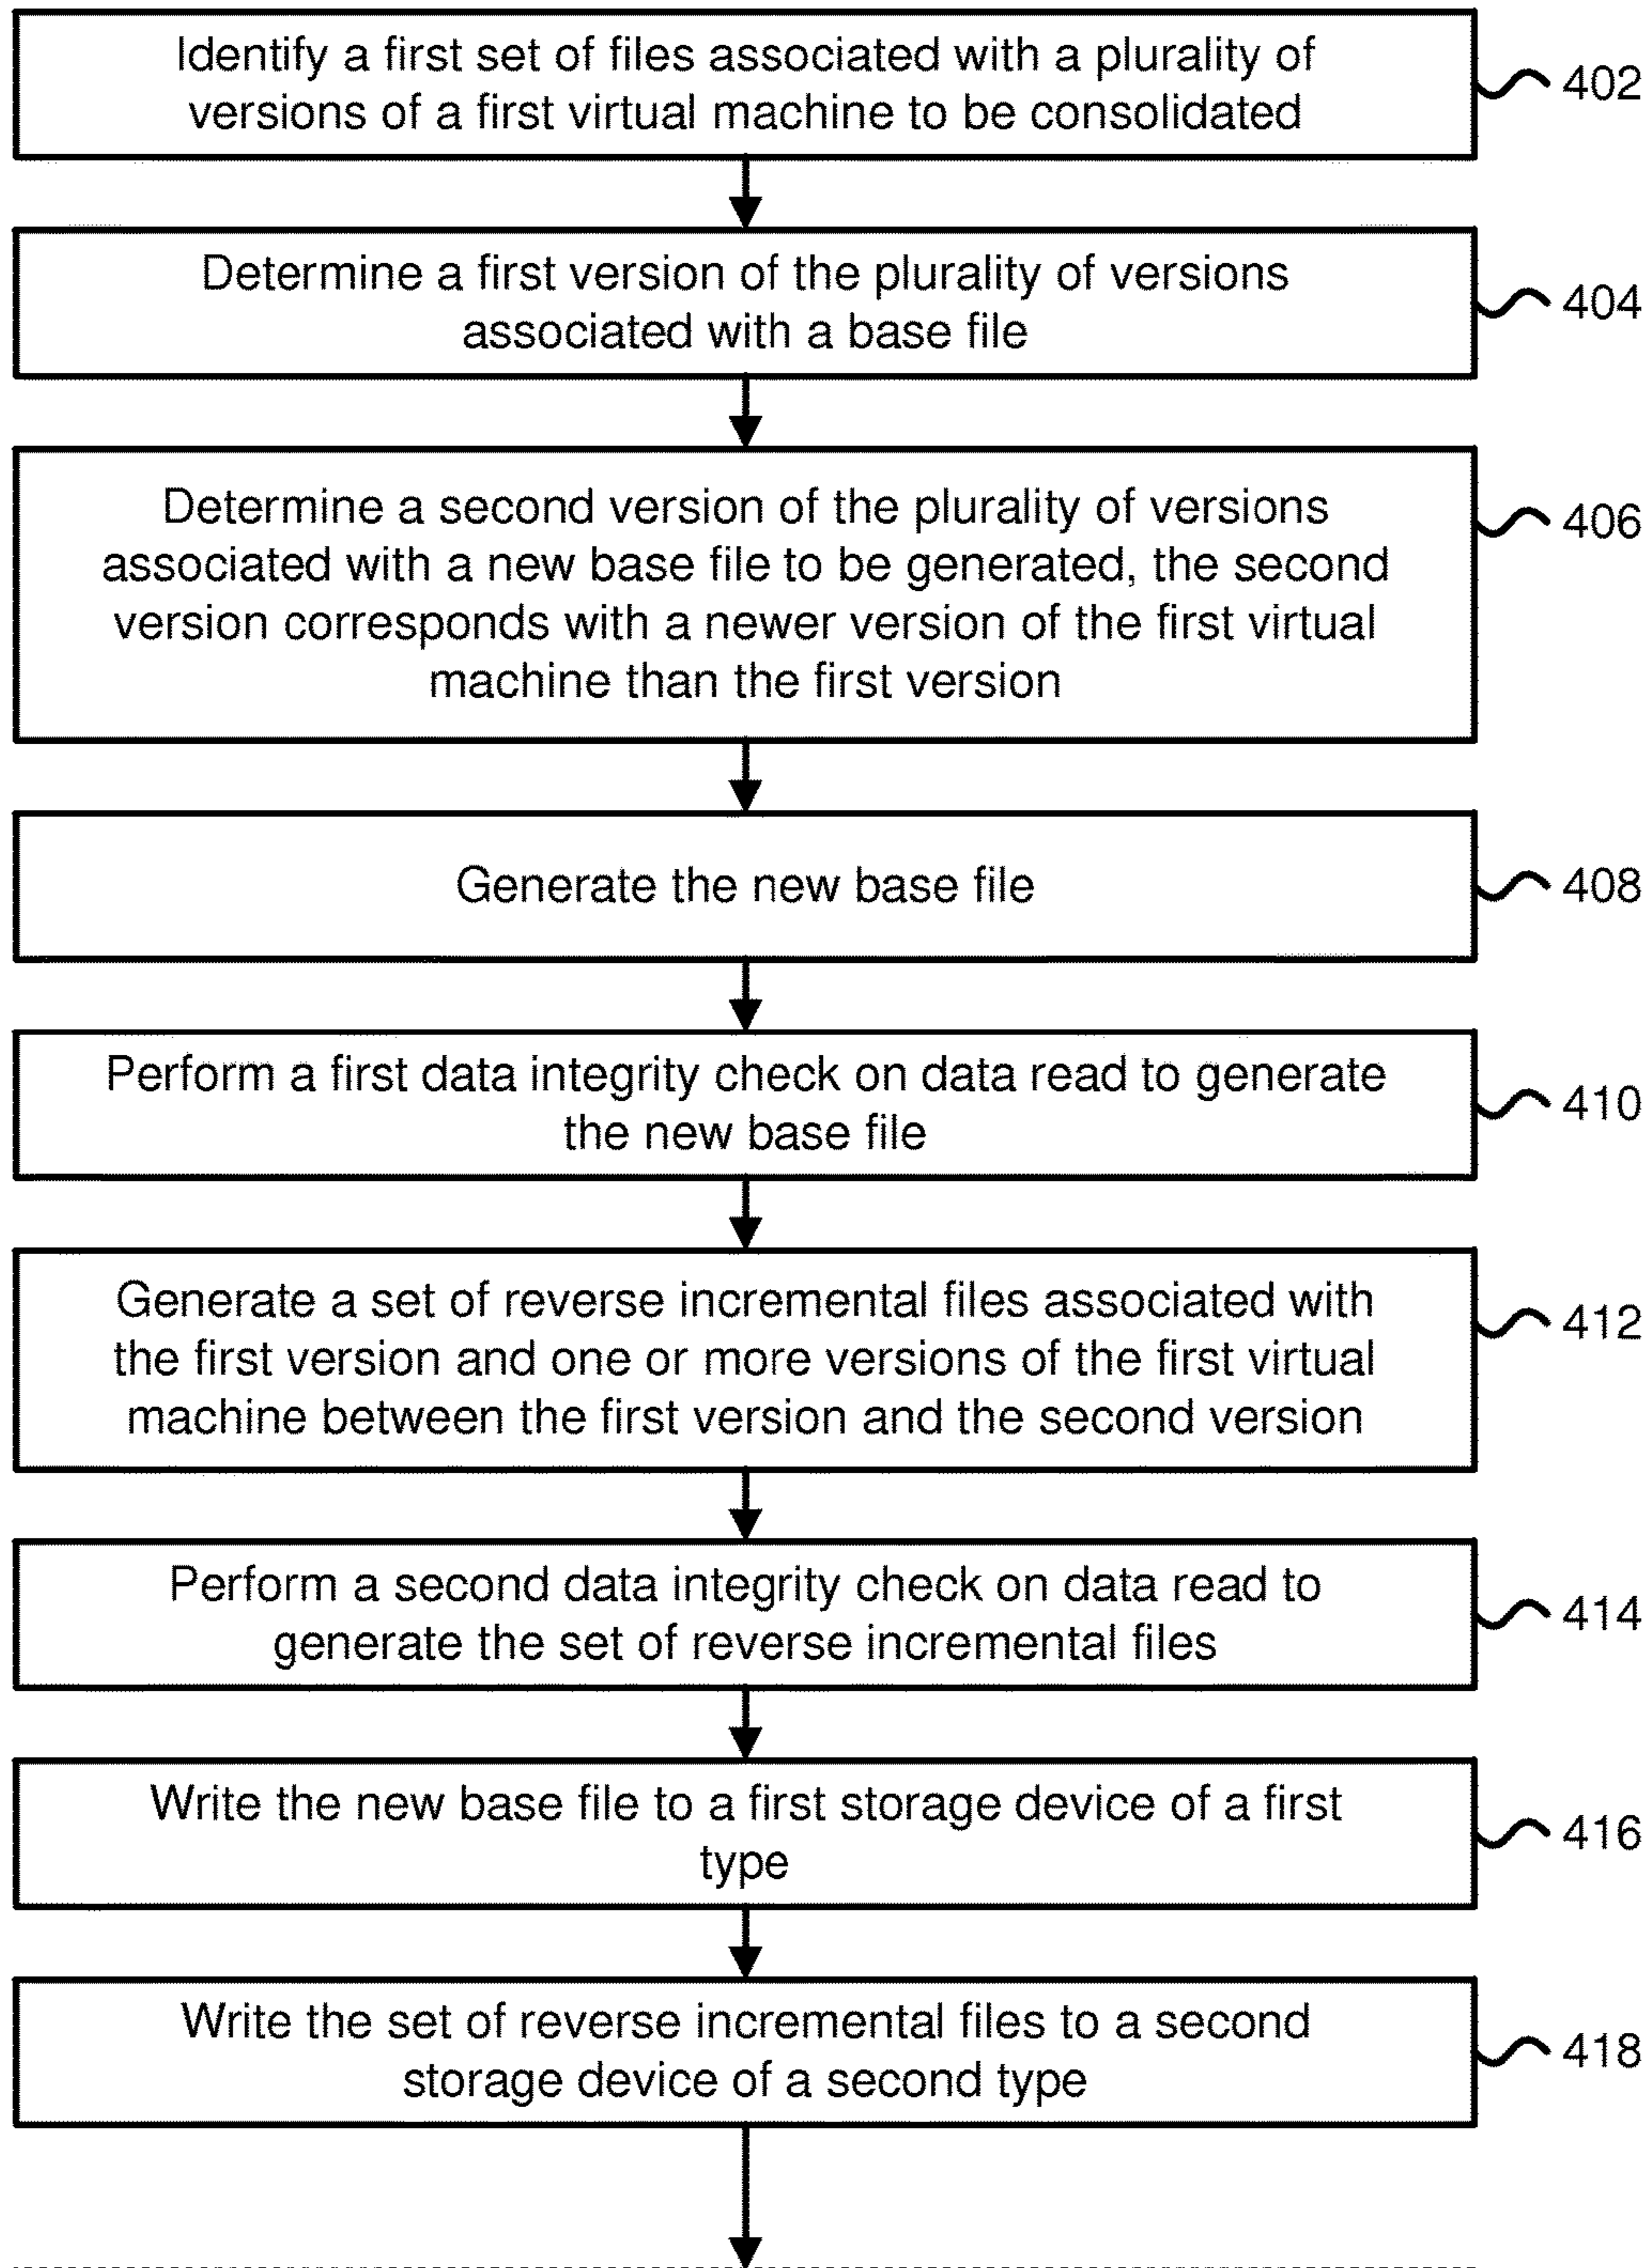 Identify a first set of files associated with a plurality of
versions of a first virtual machine to be consolidated
402
Determine a first version of the plurality of versions
associated with a base file
404
Determine a second version of the plurality of versions
associated with a new base file to be generated, the second
version corresponds with a newer version of the first virtual
machine than the first version
406
Generate the new base file
408
Perform a first data integrity check on data read to generate
the new base file
410
Generate a set of reverse incremental files associated with
the first version and one or more versions of the first virtual
machine between the first version and the second version
412
Perform a second data integrity check on data read to
generate the set of reverse incremental files
414
Write the new base file to a first storage device of a first
type
416
Write the set of reverse incremental files to a second
storage device of a second type
418